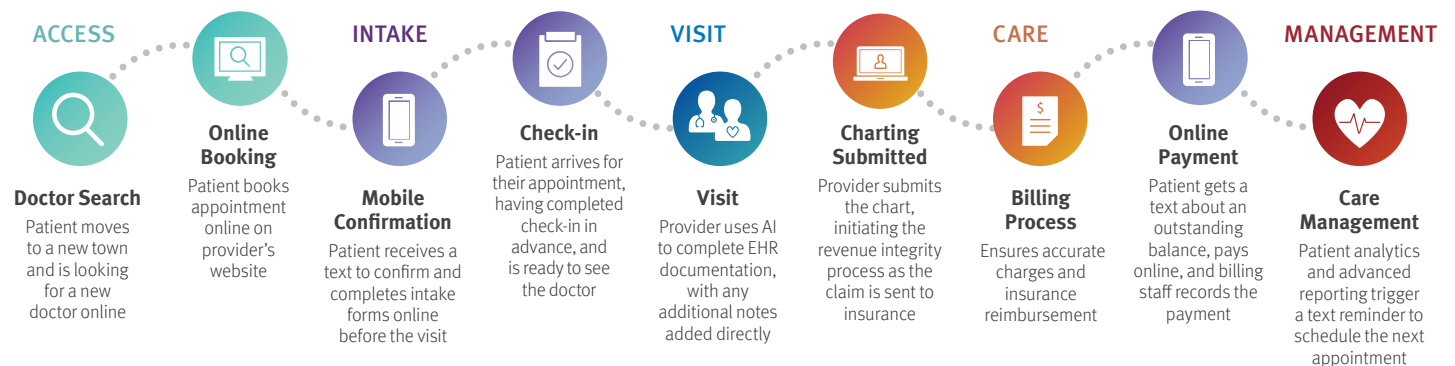 ACCESS
Doctor Search
Patient moves
to a new town
and is looking
for a new
doctor online
Online
Booking
Patient books
appointment
online on
provider's
website
INTAKE
Mobile
Confirmation
Patient receives a
text to confirm and
completes intake
forms online
before the visit
Check-in
Patient arrives for
their appointment,
having completed
check-in in
advance, and
is ready to see
the doctor
VISIT
Visit
Provider uses AI
to complete EHR
documentation,
with any
additional notes
added directly
Charting
Submitted
Provider submits
the chart,
initiating the
revenue integrity
process as the
claim is sent to
insurance
CARE
$
Billing
Process
Ensures accurate
charges and
insurance
reimbursement
Online
Payment
Patient gets a
text about an
outstanding
balance, pays
online, and billing
staff records the
payment
MANAGEMENT
Care
Management
Patient analytics
and advanced
reporting trigger
a text reminder to
schedule the next
appointment